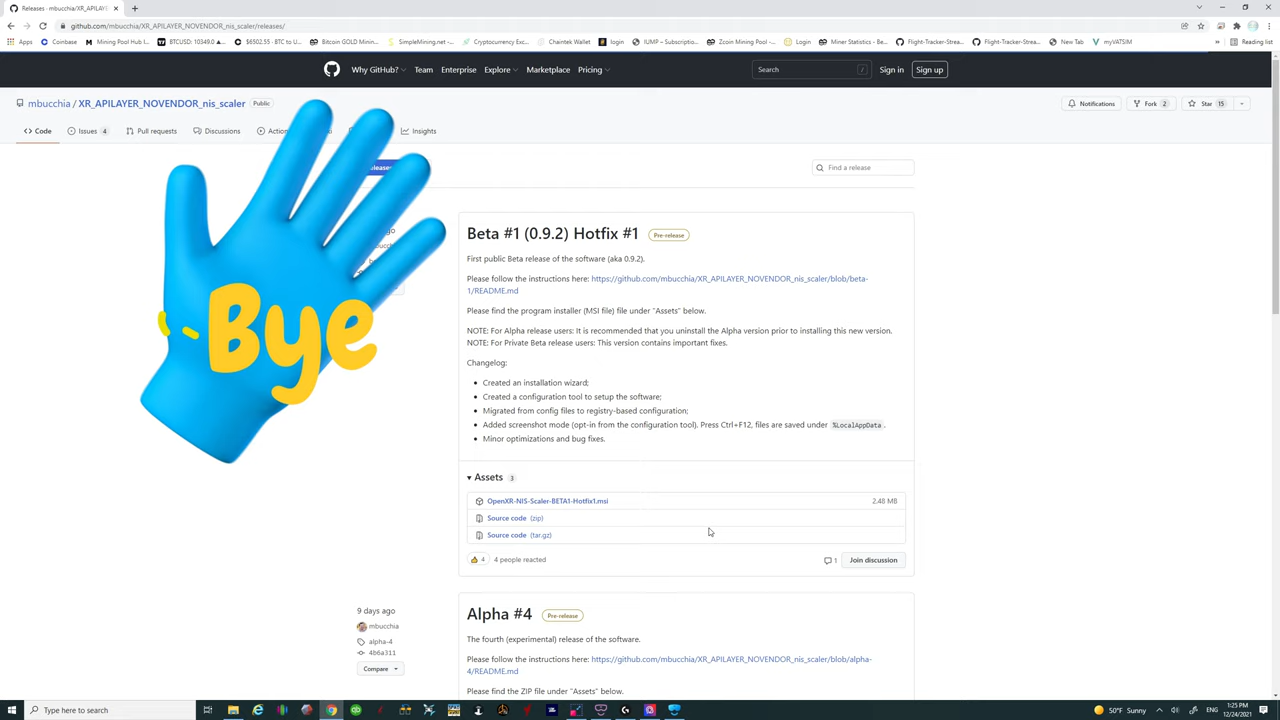 Releases · mbucchia/XR_APILAYER
github.com/mbucchia/XR_APILAYER_NOVENDOR_nis_scaler/releases/
Apps Coinbase Mining Pool Hub BTCUSD: 10349.0 $6502.55 - BTC to U... Bitcoin GOLD Minin... SimpleMining.net -... Cryptocurrency Exc... Chaintek Wallet login IUMP – Subscriptio... Zcoin Mining Pool -... Login Miner Statistics - Be... Flight-Tracker-Strea... Flight-Tracker-Strea... New Tab myVATSIM » Reading list
Why GitHub? Team Enterprise Explore Marketplace Pricing Search / Sign in Sign up
mbucchia / XR_APILAYER_NOVENDOR_nis_scaler Public Notifications Fork 2 Star 15
Code Issues 4 Pull requests Discussions Insights
Find a release
Bye
Beta #1 (0.9.2) Hotfix #1 Pre-release
First public Beta release of the software (aka 0.9.2).
Please follow the instructions here: https://github.com/mbucchia/XR_APILAYER_NOVENDOR_nis_scaler/blob/beta-
1/README.md
Please find the program installer (MSI file) file under "Assets" below.
NOTE: For Alpha release users: It is recommended that you uninstall the Alpha version prior to installing this new version.
NOTE: For Private Beta release users: This version contains important fixes.
Changelog:
• Created an installation wizard;
• Created a configuration tool to setup the software;
• Migrated from config files to registry-based configuration;
• Added screenshot mode (opt-in from the configuration tool). Press Ctrl+F12, files are saved under %LocalAppData .
• Minor optimizations and bug fixes.
Assets 3
OpenXR-NIS-Scaler-BETA1-Hotfix1.msi 2.48 MB
Source code (zip)
Source code (tar.gz)
4 4 people reacted 1 Join discussion
9 days ago
mbucchia
alpha-4
4b6a311
Compare
Alpha #4 Pre-release
The fourth (experimental) release of the software.
Please follow the instructions here: https://github.com/mbucchia/XR_APILAYER_NOVENDOR_nis_scaler/blob/alpha-
4/README.md
Please find the ZIP file under "Assets" below.
Type here to search 50°F Sunny ENG 1:25 PM
12/24/2021